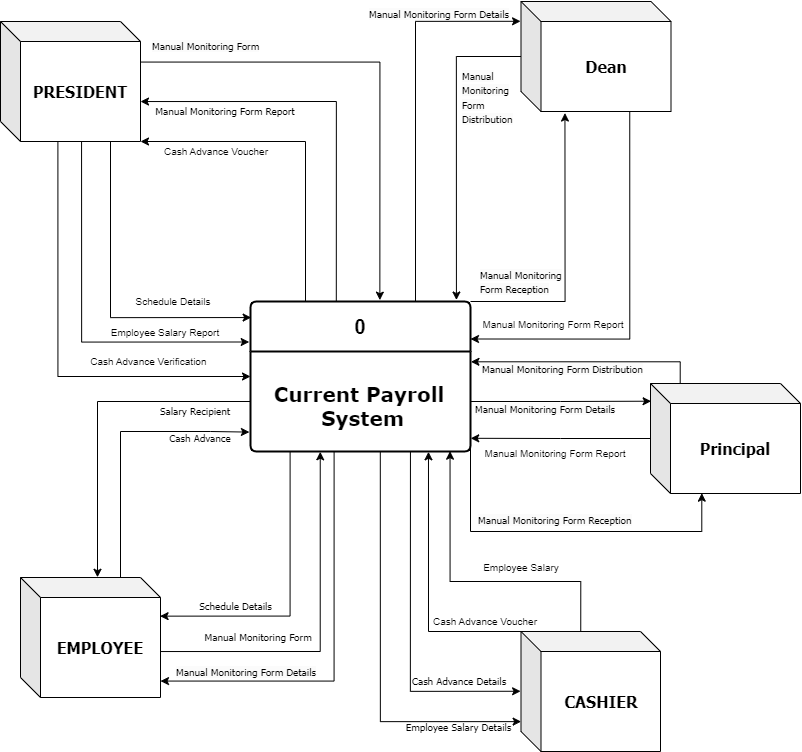 Manual Monitoring Form Details
Manual Monitoring Form
Dean
Manual
Monitoring
Form
Distribution
PRESIDENT
Manual Monitoring Form Report
Cash Advance Voucher
Manual Monitoring
Form Reception
Schedule Details
0
Manual Monitoring Form Report
Employee Salary Report
Cash Advance Verification
Manual Monitoring Form Distribution
Current Payroll
System
Salary Recipient
Manual Monitoring Form Details
Cash Advance
Principal
Manual Monitoring Form Report
Manual Monitoring Form Reception
Employee Salary
Schedule Details
Cash Advance Voucher
Manual Monitoring Form
EMPLOYEE
Manual Monitoring Form Details
Cash Advance Details
CASHIER
Employee Salary Details